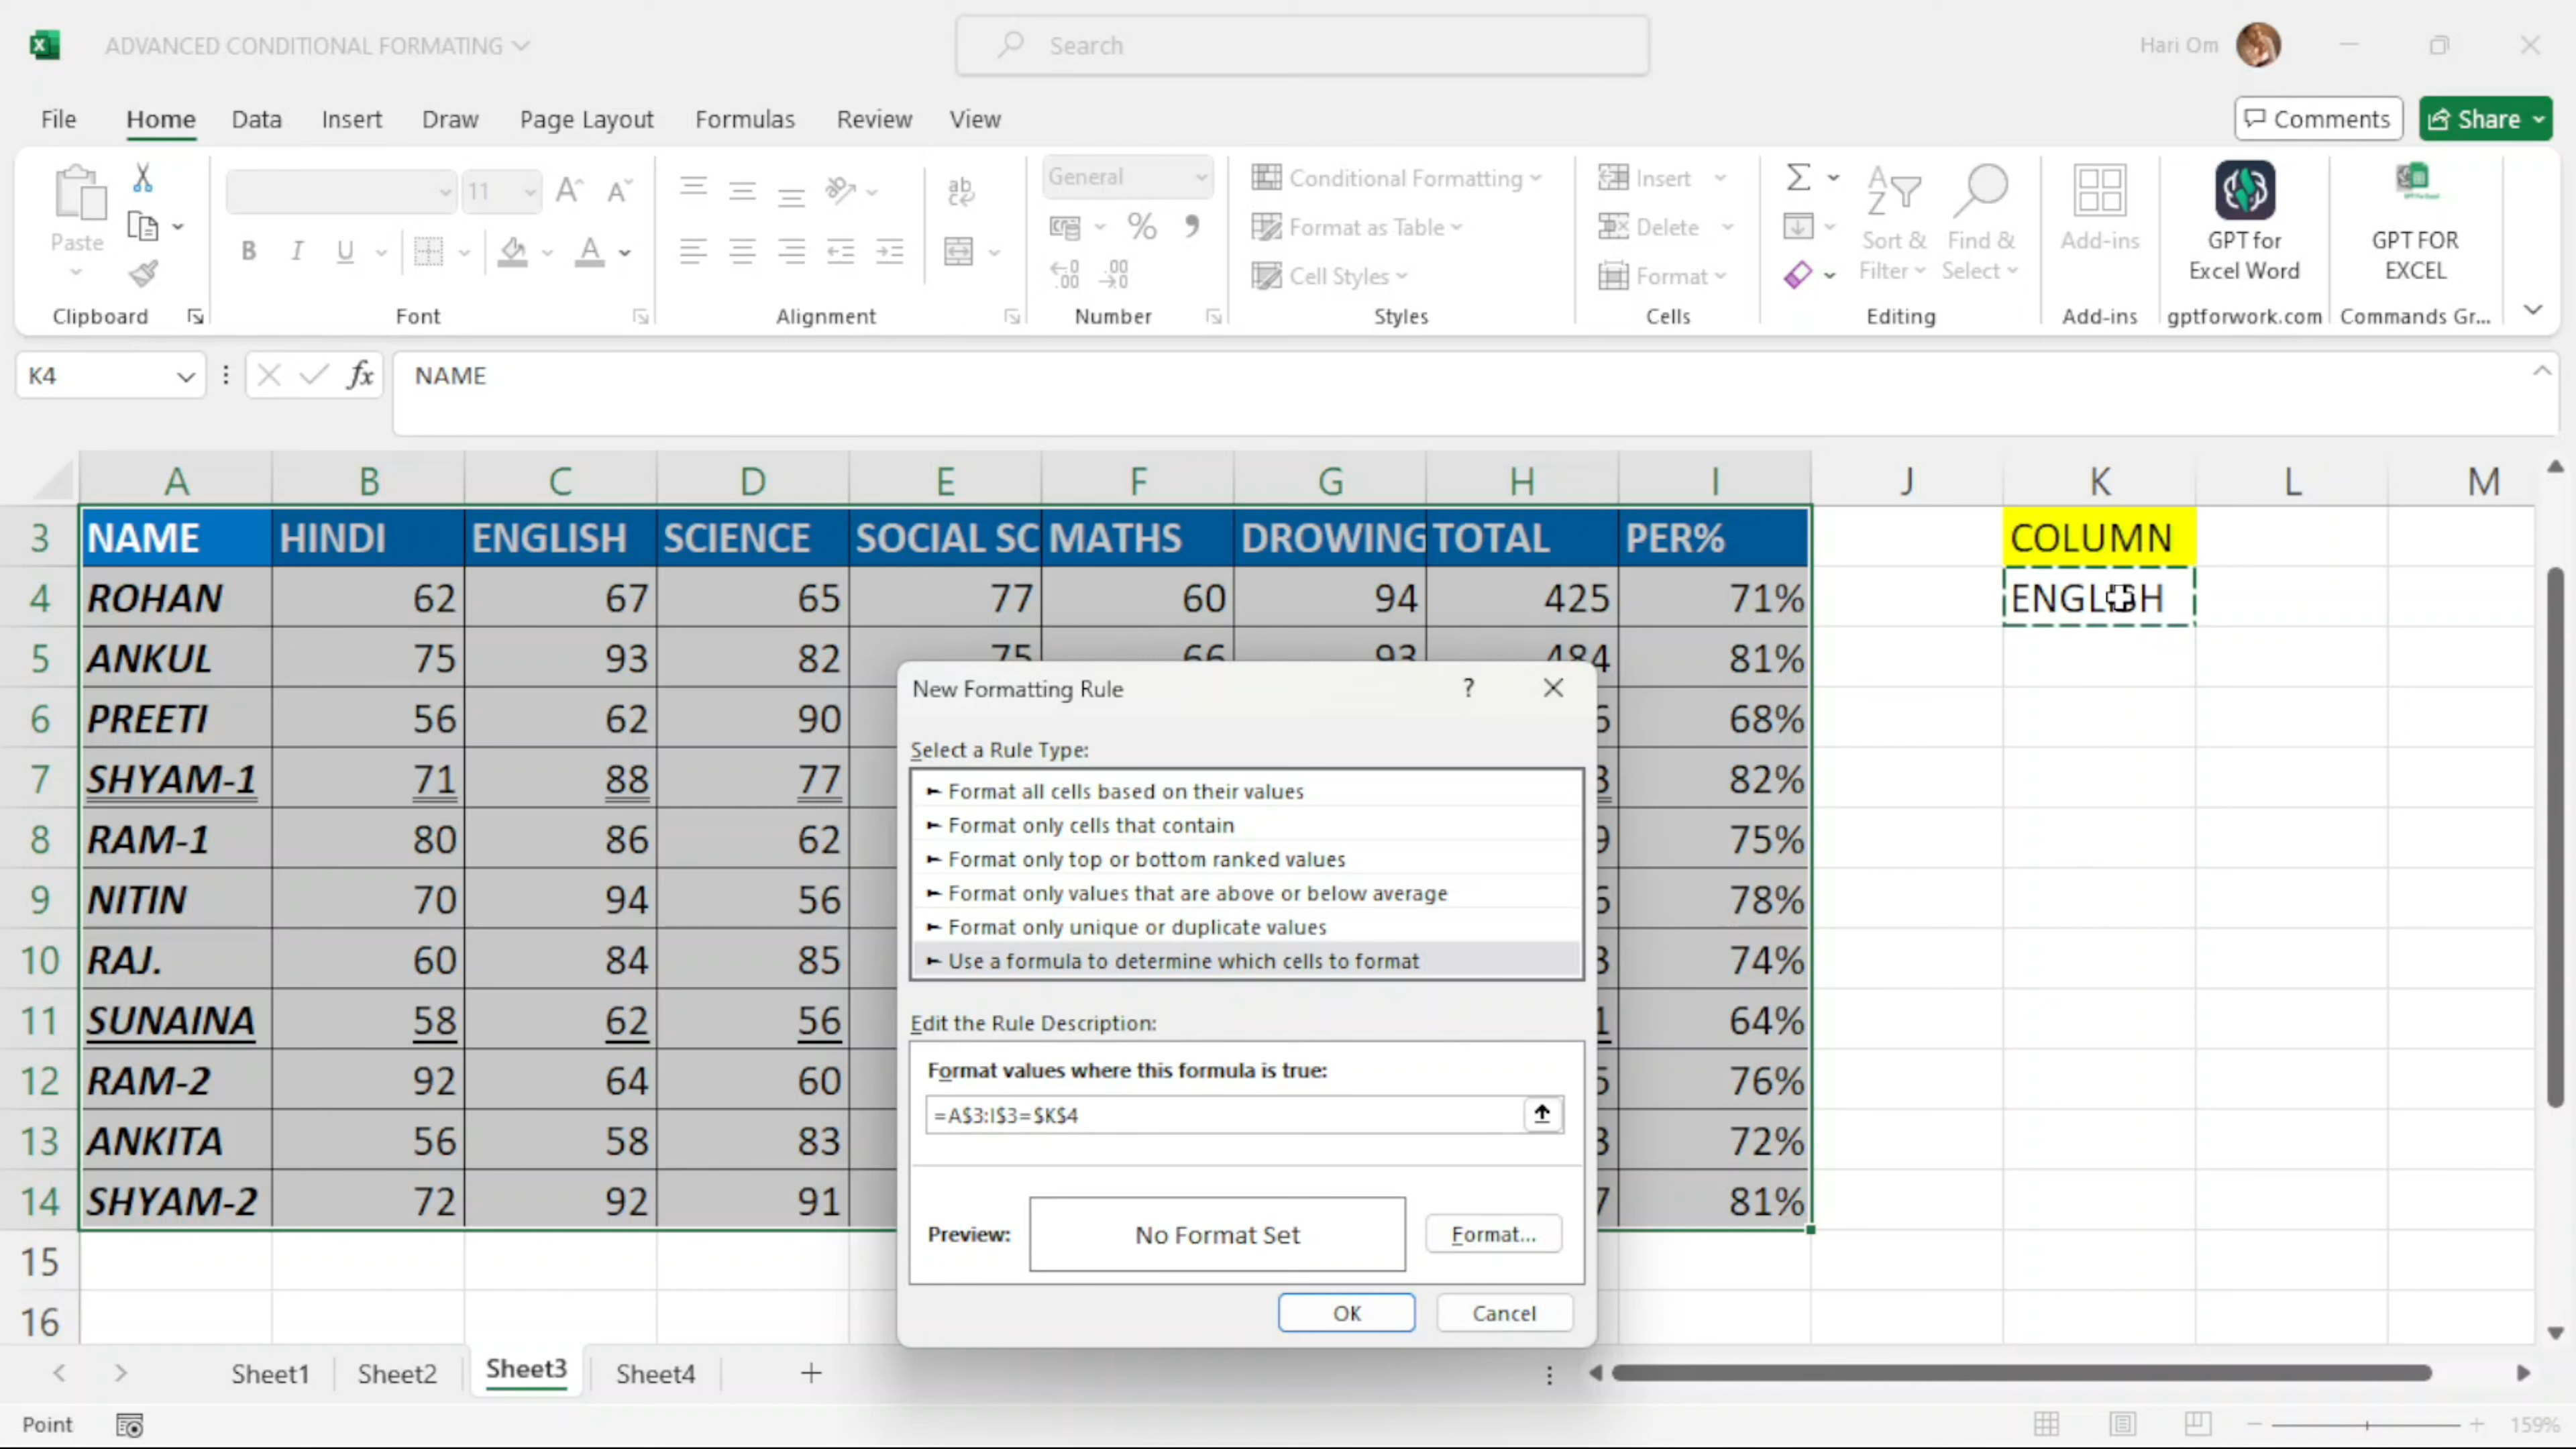 ADVANCED CONDITIONAL FORMATING
Search
Hari Om
File Home Data Insert Draw Page Layout Formulas Review View
Comments Share
Paste
11
General
Conditional Formatting
Format as Table
Cell Styles
Insert
Delete
Format
Sort & Filter
Find & Select
Add-ins
GPT for Excel Word
GPT FOR EXCEL
Clipboard Font Alignment Number Styles Cells Editing Add-ins gptforwork.com Commands Gr...
K4 fx NAME
A B C D E F G H I J K L M
3 NAME HINDI ENGLISH SCIENCE SOCIAL SC MATHS DROWING TOTAL PER% COLUMN
4 ROHAN 62 67 65 77 60 94 425 71% ENGLISH
5 ANKUL 75 93 82 75 66 93 484 81%
6 PREETI 56 62 90 68%
7 SHYAM-1 71 88 77 82%
8 RAM-1 80 86 62 75%
9 NITIN 70 94 56 78%
10 RAJ. 60 84 85 74%
11 SUNAINA 58 62 56 64%
12 RAM-2 92 64 60 76%
13 ANKITA 56 58 83 72%
14 SHYAM-2 72 92 91 81%
15
16
New Formatting Rule ?
Select a Rule Type:
► Format all cells based on their values
► Format only cells that contain
► Format only top or bottom ranked values
► Format only values that are above or below average
► Format only unique or duplicate values
► Use a formula to determine which cells to format
Edit the Rule Description:
Format values where this formula is true:
=A$3:I$3=$K$4
Preview: No Format Set Format...
OK Cancel
Sheet1 Sheet2 Sheet3 Sheet4
Point
159%